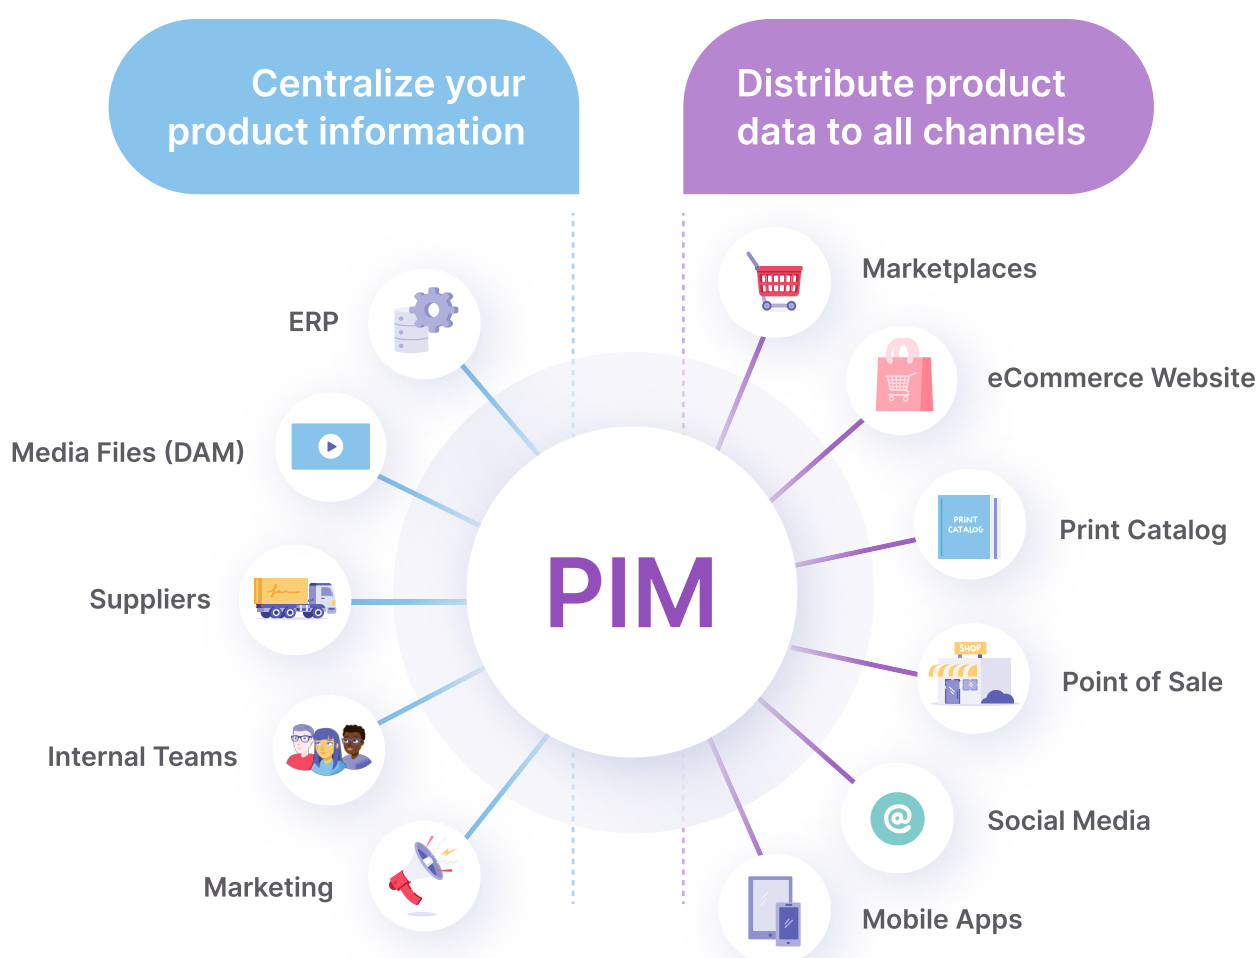 Centralize your
product information
Distribute product
data to all channels
ERP
Media Files (DAM)
Suppliers
Internal Teams
Marketing
PIM
Marketplaces
eCommerce Website
PRINT
CATALOG
Print Catalog
SHOP
Point of Sale
@
Social Media
Mobile Apps